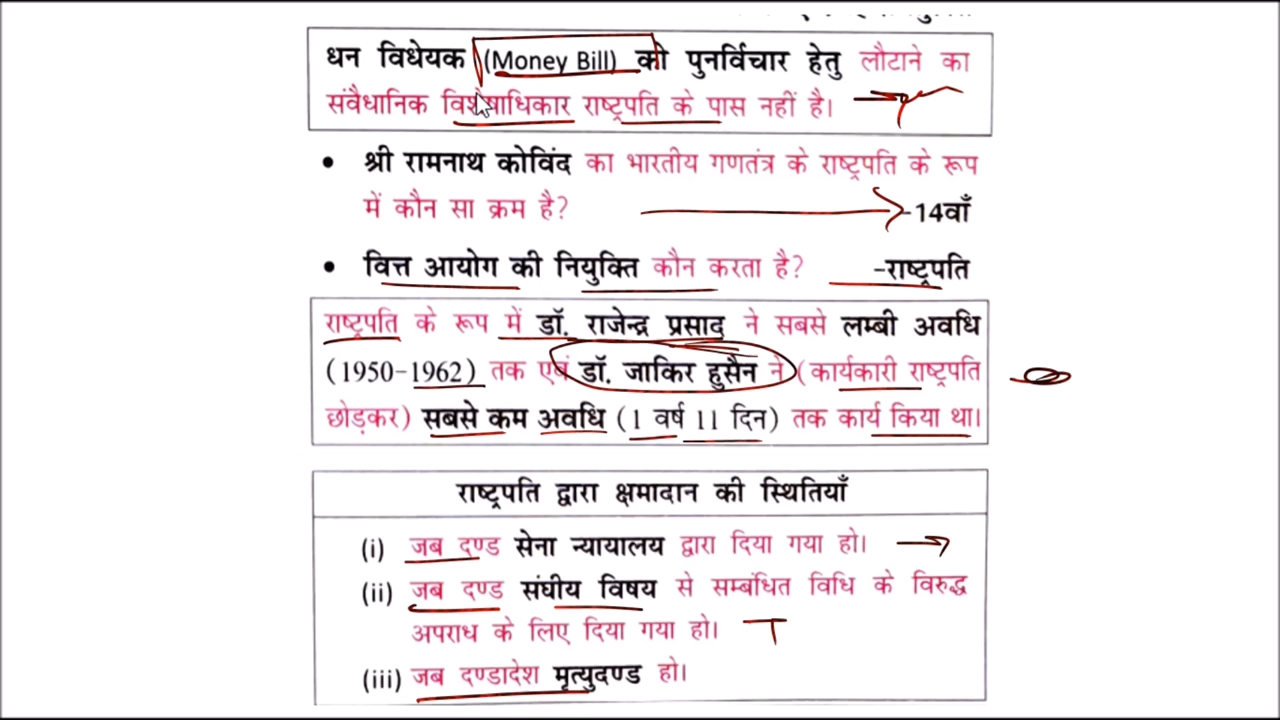 धन विधेयक (Money Bill) को पुनर्विचार हेतु लौटाने का
संवैधानिक विशेषाधिकार राष्ट्रपति के पास नहीं है।
• श्री रामनाथ कोविंद का भारतीय गणतंत्र के राष्ट्रपति के रूप
में कौन सा क्रम है? -14वाँ
• वित्त आयोग की नियुक्ति कौन करता है? -राष्ट्रपति
राष्ट्रपति के रूप में डॉ. राजेन्द्र प्रसाद ने सबसे लम्बी अवधि
(1950-1962) तक एवं डॉ. जाकिर हुसैन ने (कार्यकारी राष्ट्रपति
छोड़कर) सबसे कम अवधि (1 वर्ष 11 दिन) तक कार्य किया था।
राष्ट्रपति द्वारा क्षमादान की स्थितियाँ
(i) जब दण्ड सेना न्यायालय द्वारा दिया गया हो।
(ii) जब दण्ड संघीय विषय से सम्बंधित विधि के विरुद्ध
अपराध के लिए दिया गया हो।
(iii) जब दण्डादेश मृत्युदण्ड हो।